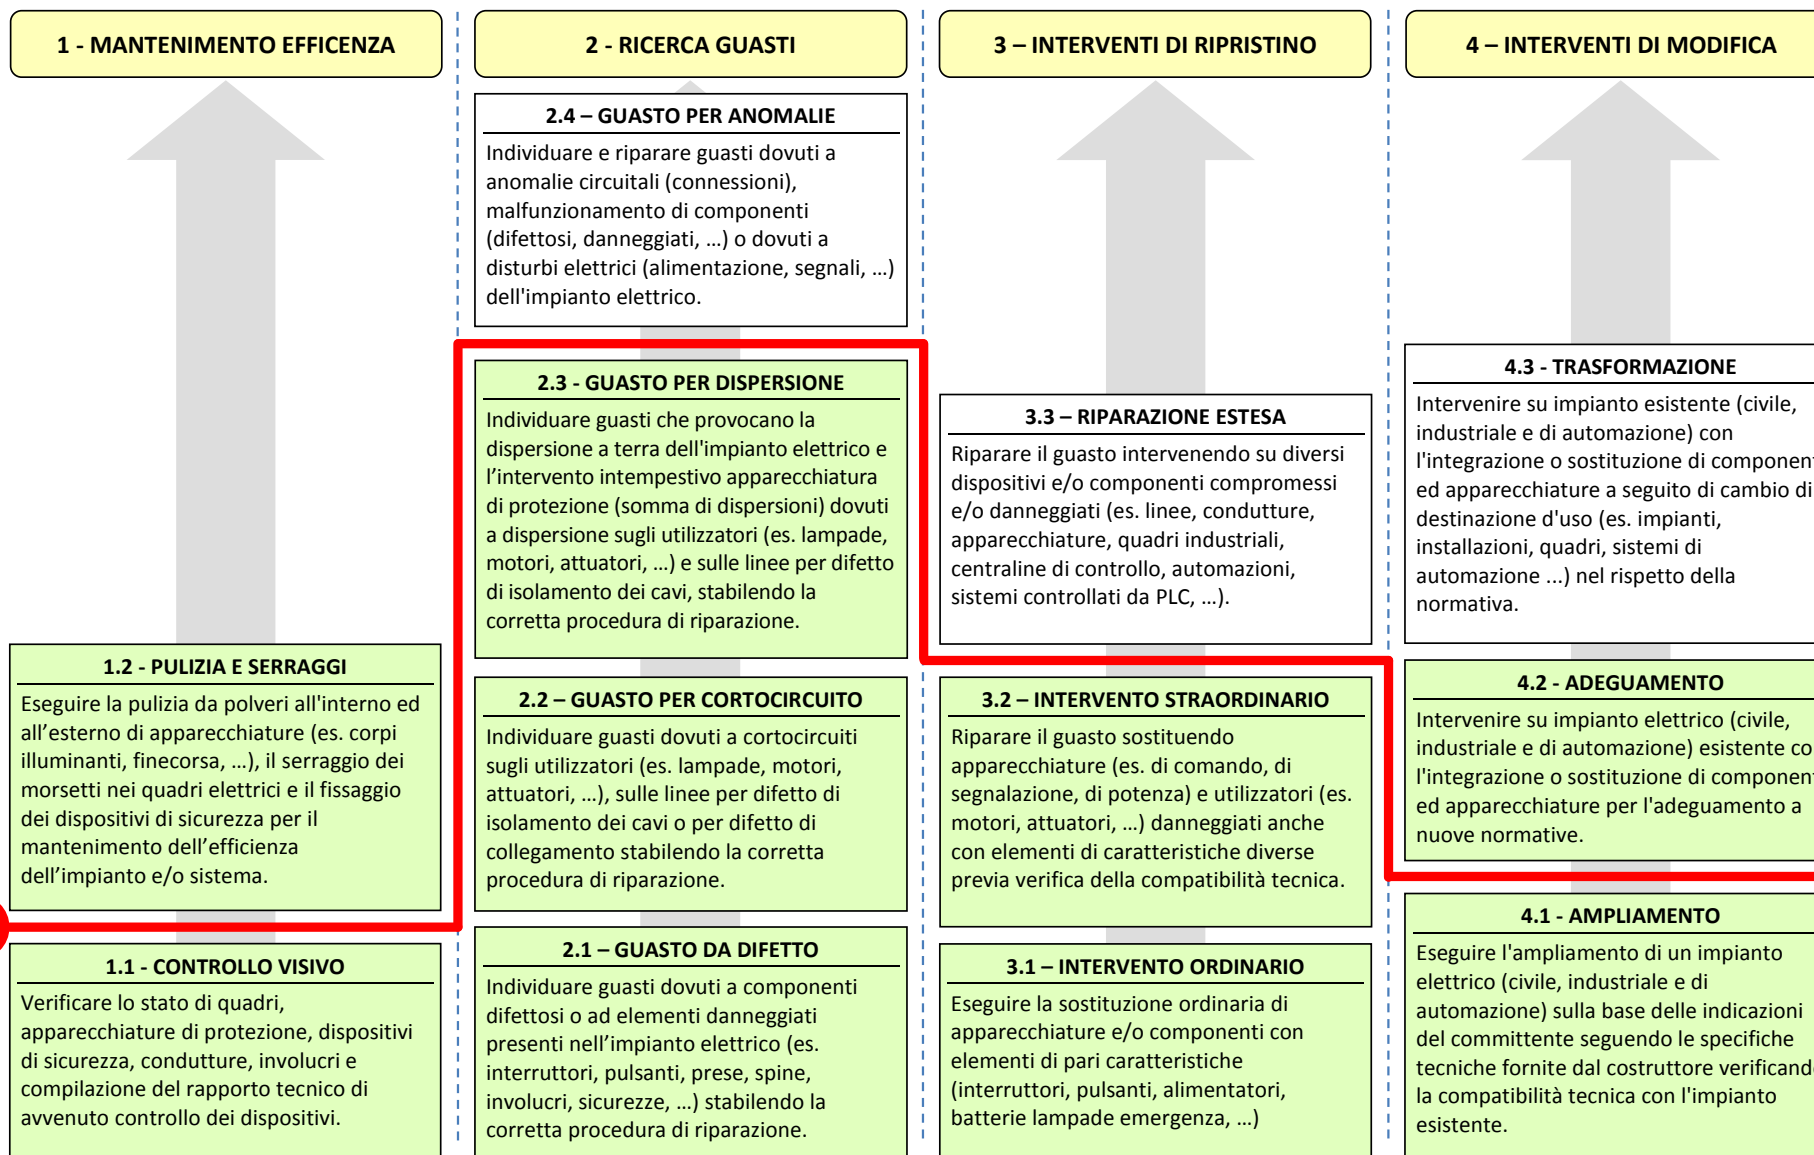 1 - MANTENIMENTO EFFICENZA
1.2 - PULIZIA E SERRAGGI
Eseguire la pulizia da polveri all'interno ed
all’esterno di apparecchiature (es. corpi
illuminanti, finecorsa, …), il serraggio dei
morsetti nei quadri elettrici e il fissaggio
dei dispositivi di sicurezza per il
mantenimento dell’efficienza
dell’impianto e/o sistema.
1.1 - CONTROLLO VISIVO
Verificare lo stato di quadri,
apparecchiature di protezione, dispositivi
di sicurezza, condutture, involucri e
compilazione del rapporto tecnico di
avvenuto controllo dei dispositivi.
2 - RICERCA GUASTI
2.4 – GUASTO PER ANOMALIE
Individuare e riparare guasti dovuti a
anomalie circuitali (connessioni),
malfunzionamento di componenti
(difettosi, danneggiati, …) o dovuti a
disturbi elettrici (alimentazione, segnali, …)
dell'impianto elettrico.
2.3 - GUASTO PER DISPERSIONE
Individuare guasti che provocano la
dispersione a terra dell'impianto elettrico e
l’intervento intempestivo apparecchiatura
di protezione (somma di dispersioni) dovuti
a dispersione sugli utilizzatori (es. lampade,
motori, attuatori, …) e sulle linee per difetto
di isolamento dei cavi, stabilendo la
corretta procedura di riparazione.
2.2 – GUASTO PER CORTOCIRCUITO
Individuare guasti dovuti a cortocircuiti
sugli utilizzatori (es. lampade, motori,
attuatori, …), sulle linee per difetto di
isolamento dei cavi o per difetto di
collegamento stabilendo la corretta
procedura di riparazione.
2.1 – GUASTO DA DIFETTO
Individuare guasti dovuti a componenti
difettosi o ad elementi danneggiati
presenti nell’impianto elettrico (es.
interruttori, pulsanti, prese, spine,
involucri, sicurezze, …) stabilendo la
corretta procedura di riparazione.
3 – INTERVENTI DI RIPRISTINO
3.3 – RIPARAZIONE ESTESA
Riparare il guasto intervenendo su diversi
dispositivi e/o componenti compromessi
e/o danneggiati (es. linee, condutture,
apparecchiature, quadri industriali,
centraline di controllo, automazioni,
sistemi controllati da PLC, …).
3.2 – INTERVENTO STRAORDINARIO
Riparare il guasto sostituendo
apparecchiature (es. di comando, di
segnalazione, di potenza) e utilizzatori (es.
motori, attuatori, …) danneggiati anche
con elementi di caratteristiche diverse
previa verifica della compatibilità tecnica.
3.1 – INTERVENTO ORDINARIO
Eseguire la sostituzione ordinaria di
apparecchiature e/o componenti con
elementi di pari caratteristiche
(interruttori, pulsanti, alimentatori,
batterie lampade emergenza, …)
4 – INTERVENTI DI MODIFICA
4.3 - TRASFORMAZIONE
Intervenire su impianto esistente (civile,
industriale e di automazione) con
l'integrazione o sostituzione di component
ed apparecchiature a seguito di cambio di
destinazione d'uso (es. impianti,
installazioni, quadri, sistemi di
automazione ...) nel rispetto della
normativa.
4.2 - ADEGUAMENTO
Intervenire su impianto elettrico (civile,
industriale e di automazione) esistente co
l'integrazione o sostituzione di component
ed apparecchiature per l'adeguamento a
nuove normative.
4.1 - AMPLIAMENTO
Eseguire l'ampliamento di un impianto
elettrico (civile, industriale e di
automazione) sulla base delle indicazioni
del committente seguendo le specifiche
tecniche fornite dal costruttore verificand
la compatibilità tecnica con l'impianto
esistente.